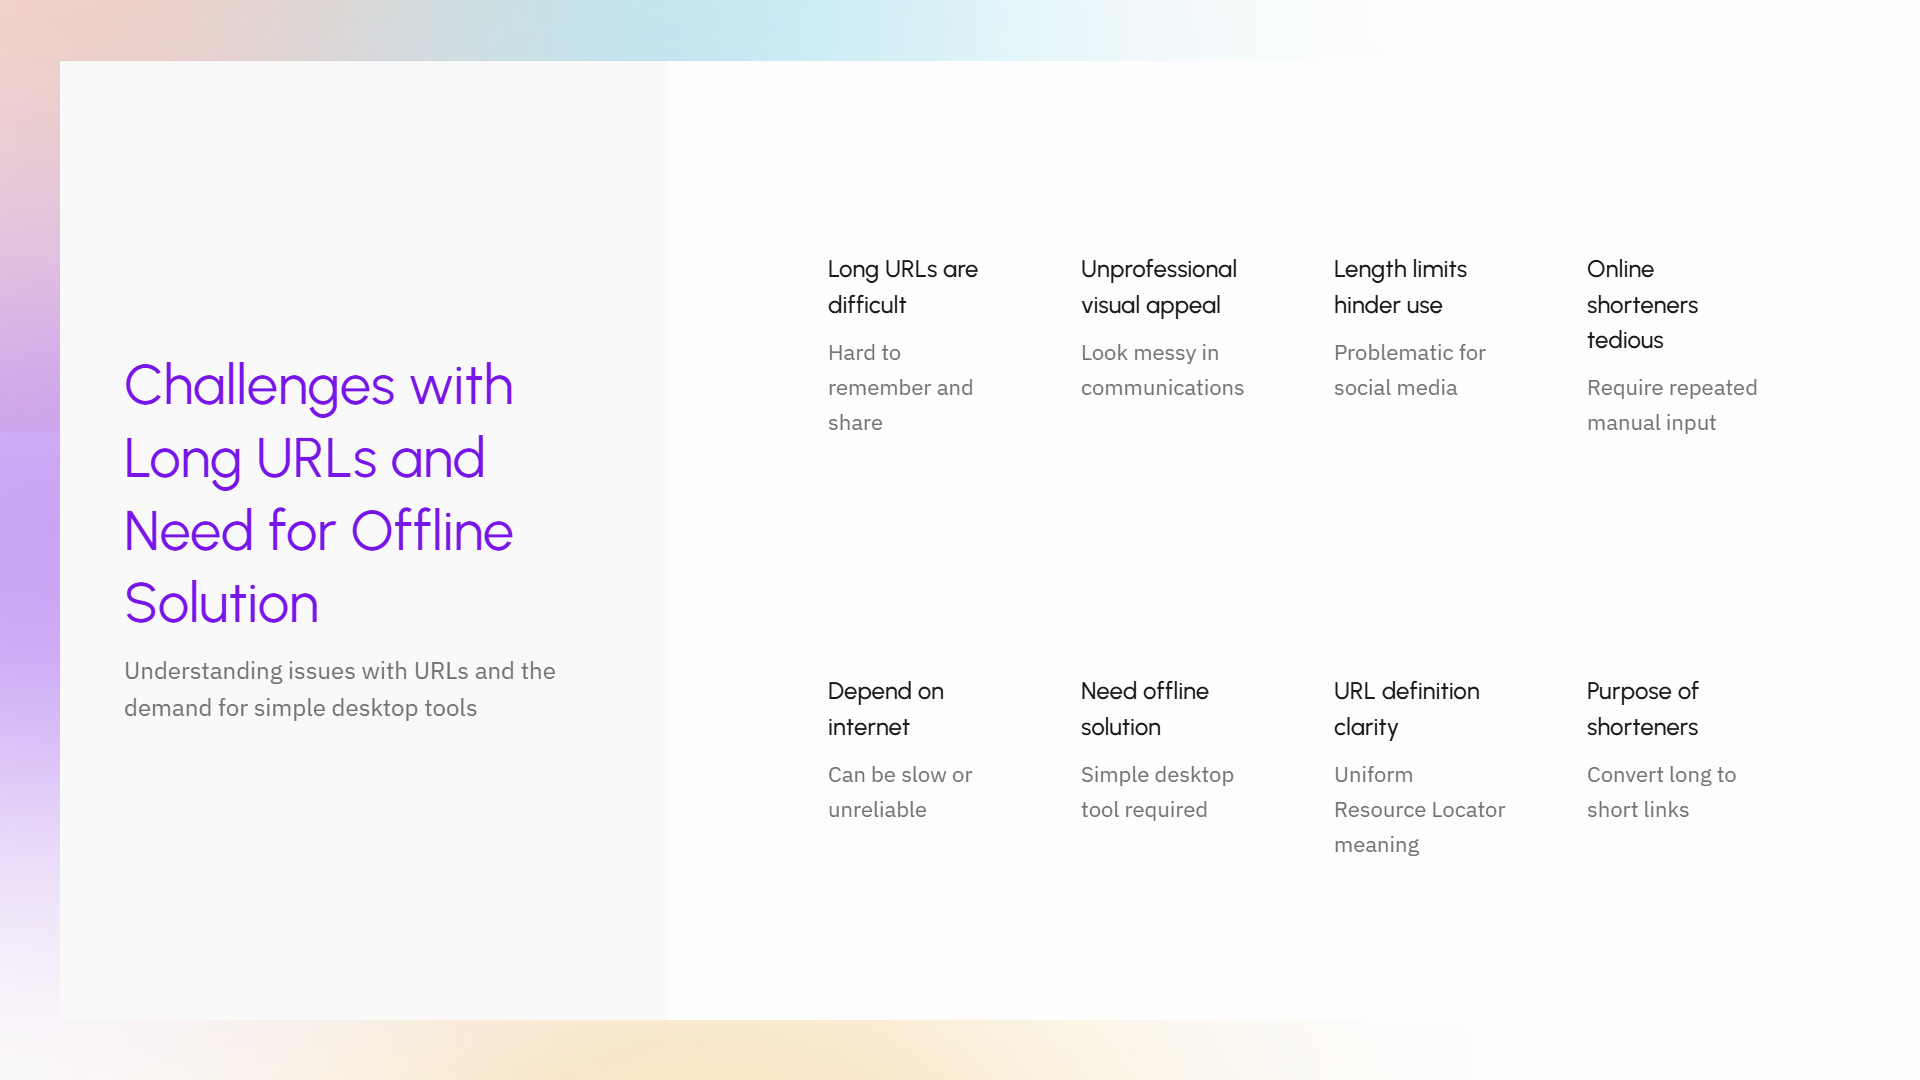 Challenges with
Long URLs and
Need for Offline
Solution
Understanding issues with URLs and the
demand for simple desktop tools
Long URLs are
difficult
Hard to
remember and
share
Unprofessional
visual appeal
Look messy in
communications
Length limits
hinder use
Problematic for
social media
Online
shorteners
tedious
Require repeated
manual input
Depend on
internet
Can be slow or
unreliable
Need offline
solution
Simple desktop
tool required
URL definition
clarity
Uniform
Resource Locator
meaning
Purpose of
shorteners
Convert long to
short links